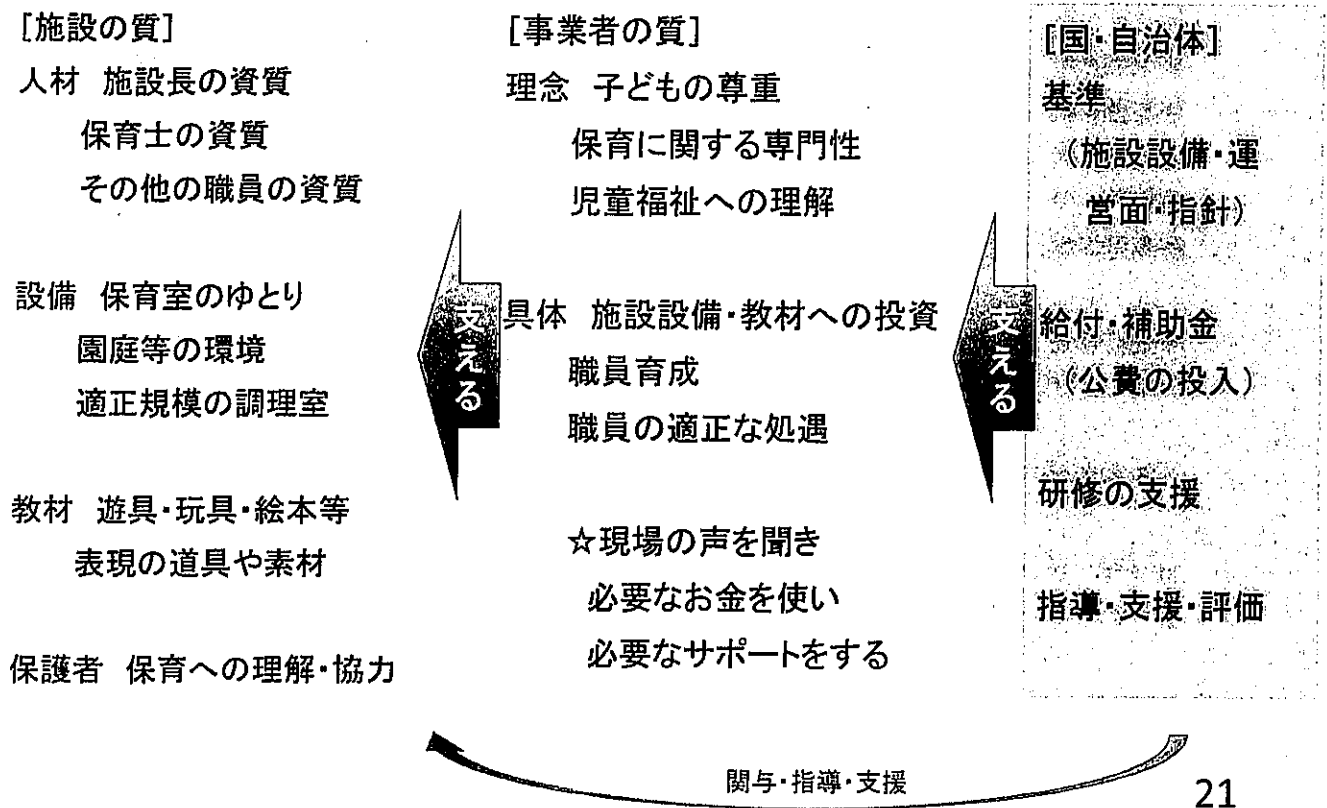 [施設の質]
人材 施設長の資質
保育士の資質
その他の職員の資質
設備 保育室のゆとり
園庭等の環境
適正規模の調理室
教材 遊具・玩具・絵本等
表現の道具や素材
保護者 保育への理解・協力
支える
[事業者の質]
理念 子どもの尊重
保育に関する専門性
児童福祉への理解
具体 施設設備・教材への投資
職員育成
職員の適正な処遇
☆現場の声を聞き
必要なお金を使い
必要なサポートをする
支える
[国・自治体]
基準
(施設設備・運
営面・指針)
給付・補助金
(公費の投入)
研修の支援
指導・支援・評価
関与・指導・支援
21